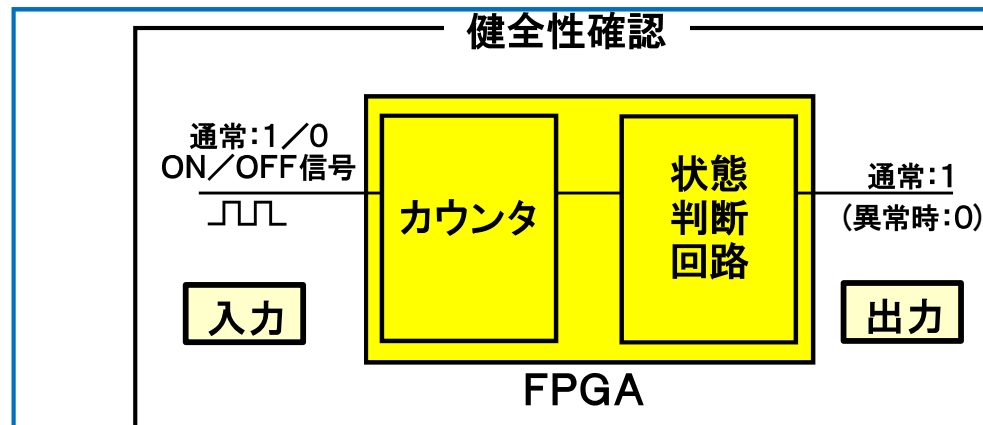 健全性確認
通常:1/0
ON/OFF信号
カウンタ
状態
判断
回路
通常:1
(異常時:0)
入力
出力
FPGA